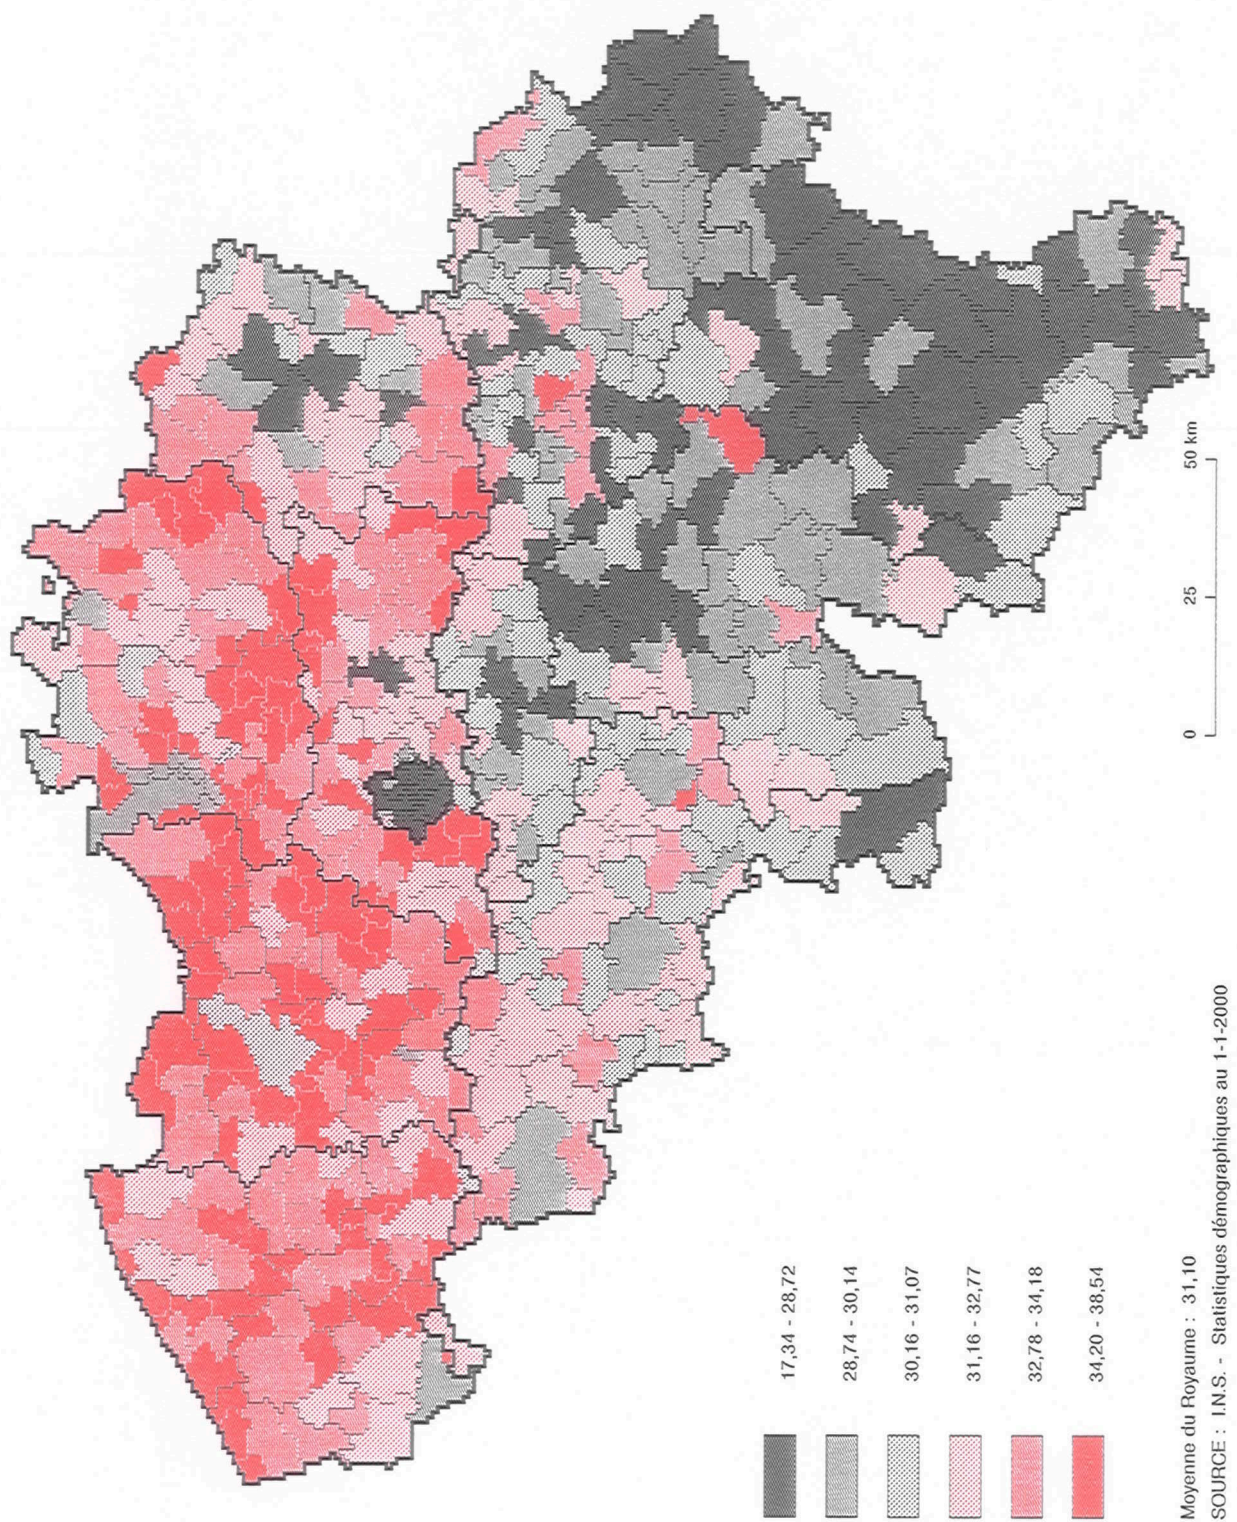 0 25 50 km
17,34 - 28,72
28,74 - 30,14
30,16 - 31,07
31,16 - 32,77
32,78 - 34,18
34,20 - 38,54
Moyenne du Royaume : 31,10
SOURCE : I.N.S. - Statistiques démographiques au 1-1-2000